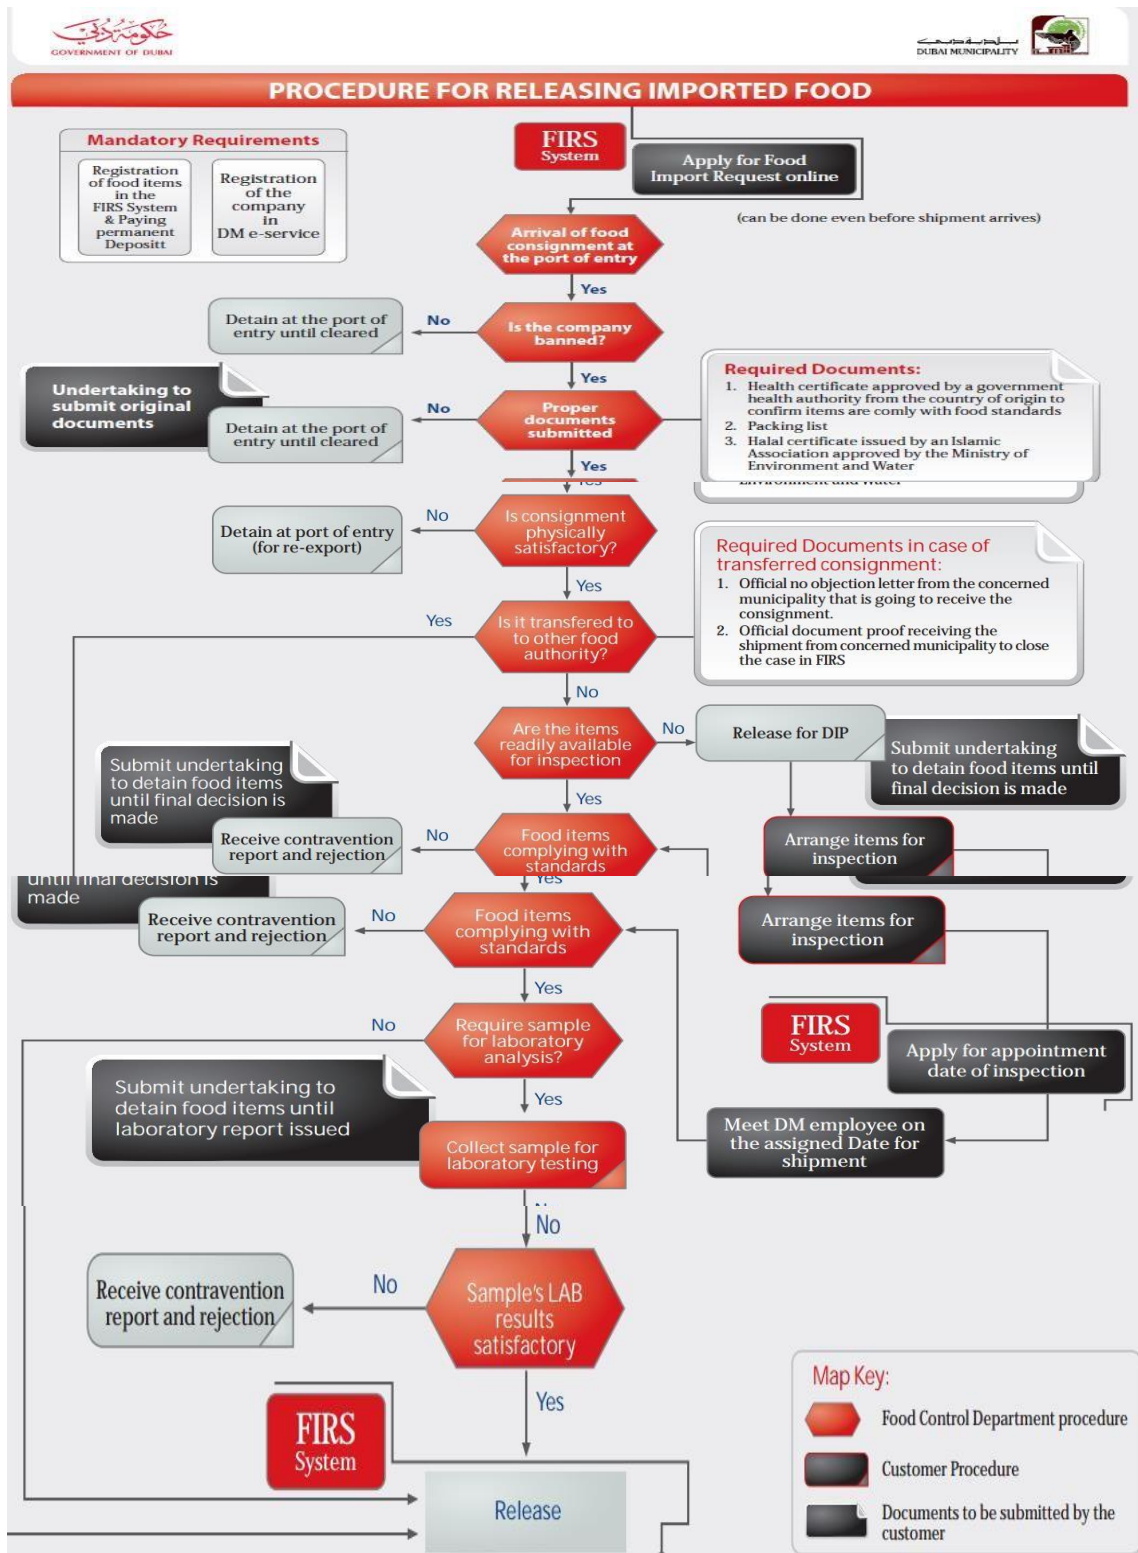 حكومة دبي
GOVERNMENT OF DUBAI
بلدية دبي
DUBAI MUNICIPALITY
PROCEDURE FOR RELEASING IMPORTED FOOD
Mandatory Requirements
Registration
of food items
in the
FIRS System
& Paying
permanent
Depositt
Registration
of the
company
in
DM e-service
FIRS
System
Apply for Food
Import Request online
(can be done even before shipment arrives)
Arrival of food
consignment at
the port of entry
Yes
Detain at the port of
entry until cleared
No
Is the company
banned?
Yes
Undertaking to
submit original
documents
Detain at the port of
entry until cleared
No
Proper
documents
submitted
Required Documents:
1. Health certificate approved by a government
health authority from the country of origin to
confirm items are comly with food standards
2. Packing list
3. Halal certificate issued by an Islamic
Association approved by the Ministry of
Environment and Water
Yes
Yes
Environment and Water
Detain at port of entry
(for re-export)
No
Is consignment
physically
satisfactory?
Yes
Required Documents in case of
transferred consignment:
1. Official no objection letter from the concerned
municipality that is going to receive the
consignment.
2. Official document proof receiving the
shipment from concerned municipality to close
the case in FIRS
Yes
Is it transfered to
to other food
authority?
No
Are the items
readily available
for inspection
No
Release for DIP
Submit undertaking
to detain food items until
final decision is made
Yes
Submit undertaking
to detain food items
until final decision is
made
Receive contravention
report and rejection
No
Food items
complying with
standards
Arrange items for
inspection
Yes
until final decision is
made
Receive contravention
report and rejection
No
Food items
complying with
standards
Arrange items for
inspection
Yes
No
Require sample
for laboratory
analysis?
FIRS
System
Apply for appointment
date of inspection
Yes
Submit undertaking to
detain food items until
laboratory report issued
Collect sample for
laboratory testing
Meet DM employee on
the assigned Date for
shipment
No
Receive contravention
report and rejection
No
Sample's LAB
results
satisfactory
Yes
FIRS
System
Release
Map Key:
Food Control Department procedure
Customer Procedure
Documents to be submitted by the
customer